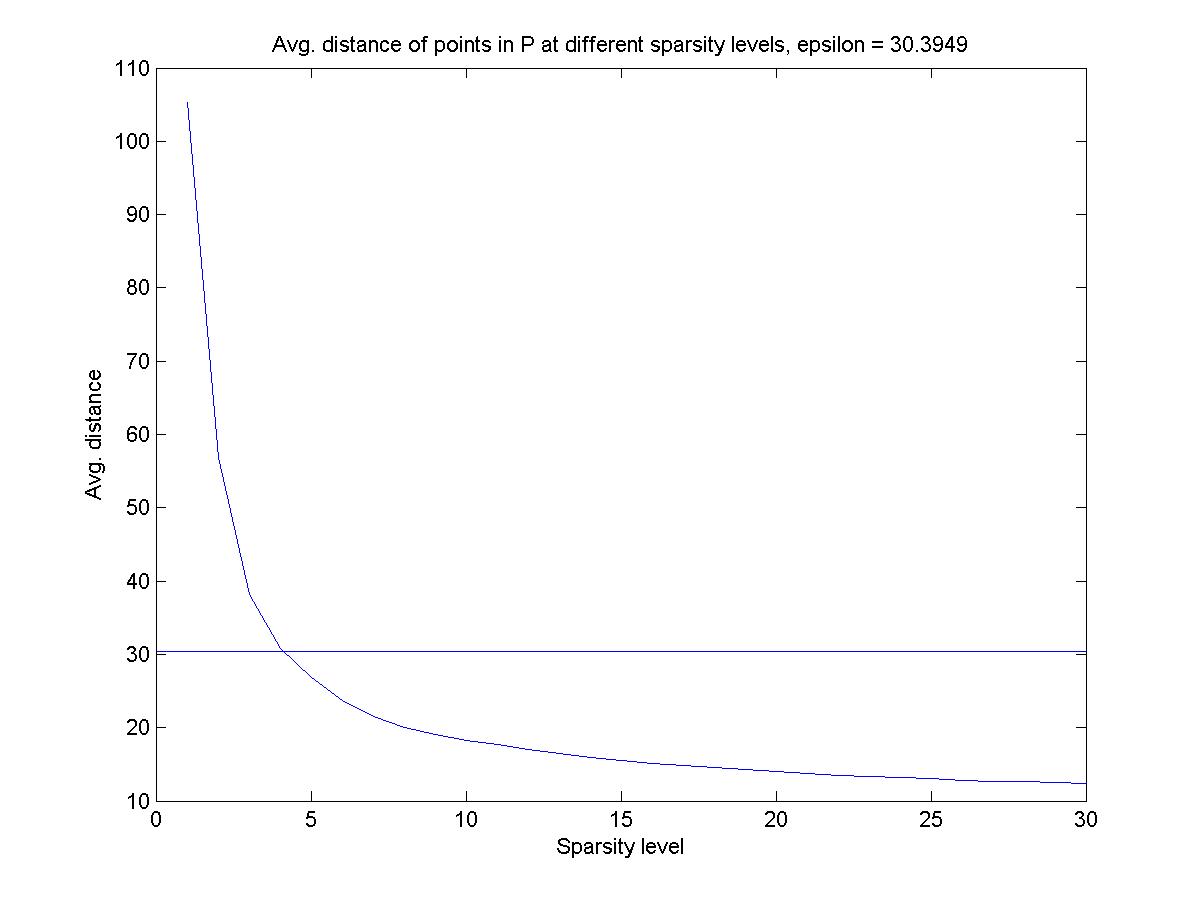 Avg. distance of points in P at different sparsity levels, epsilon = 30.3949
110
100
90
80
70
60
50
40
30
20
10
Avg. distance
0 5 10 15 20 25 30
Sparsity level